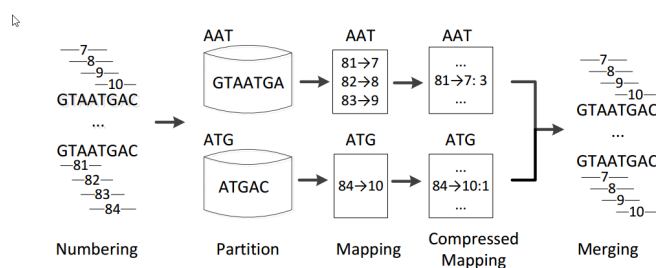 7
8
9
10
GTAATGAC
...
GTAATGAC
81
82
83
84
Numbering
AAT
GTAATGA
ATG
ATGAC
Partition
AAT
81→7
82→8
83→9
ATG
84→10
Mapping
AAT
...
81→7: 3
...
ATG
...
84→10:1
...
Compressed
Mapping
7
8
9
10
GTAATGAC
...
GTAATGAC
7
8
9
10
Merging